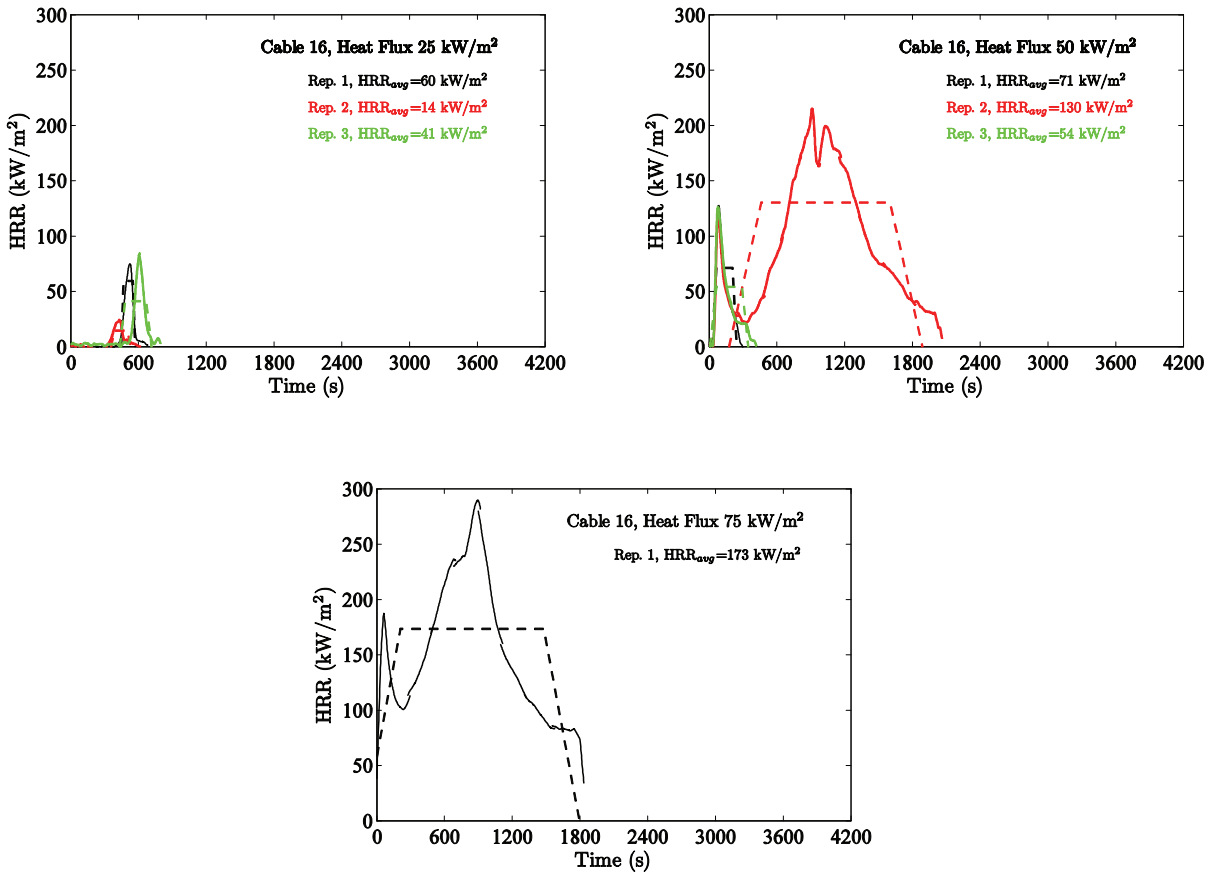 Cable 16, Heat Flux 25 kW/m²
Rep. 1, HRRavg=60 kW/m²
Rep. 2, HRRavg=14 kW/m²
Rep. 3, HRRavg=41 kW/m²
HRR (kW/m²)
300
250
200
150
100
50
0
0 600 1200 1800 2400 3000 3600 4200
Time (s)
Cable 16, Heat Flux 50 kW/m²
Rep. 1, HRRavg=71 kW/m²
Rep. 2, HRRavg=130 kW/m²
Rep. 3, HRRavg=54 kW/m²
HRR (kW/m²)
300
250
200
150
100
50
0
0 600 1200 1800 2400 3000 3600 4200
Time (s)
Cable 16, Heat Flux 75 kW/m²
Rep. 1, HRRavg=173 kW/m²
HRR (kW/m²)
300
250
200
150
100
50
0
0 600 1200 1800 2400 3000 3600 4200
Time (s)